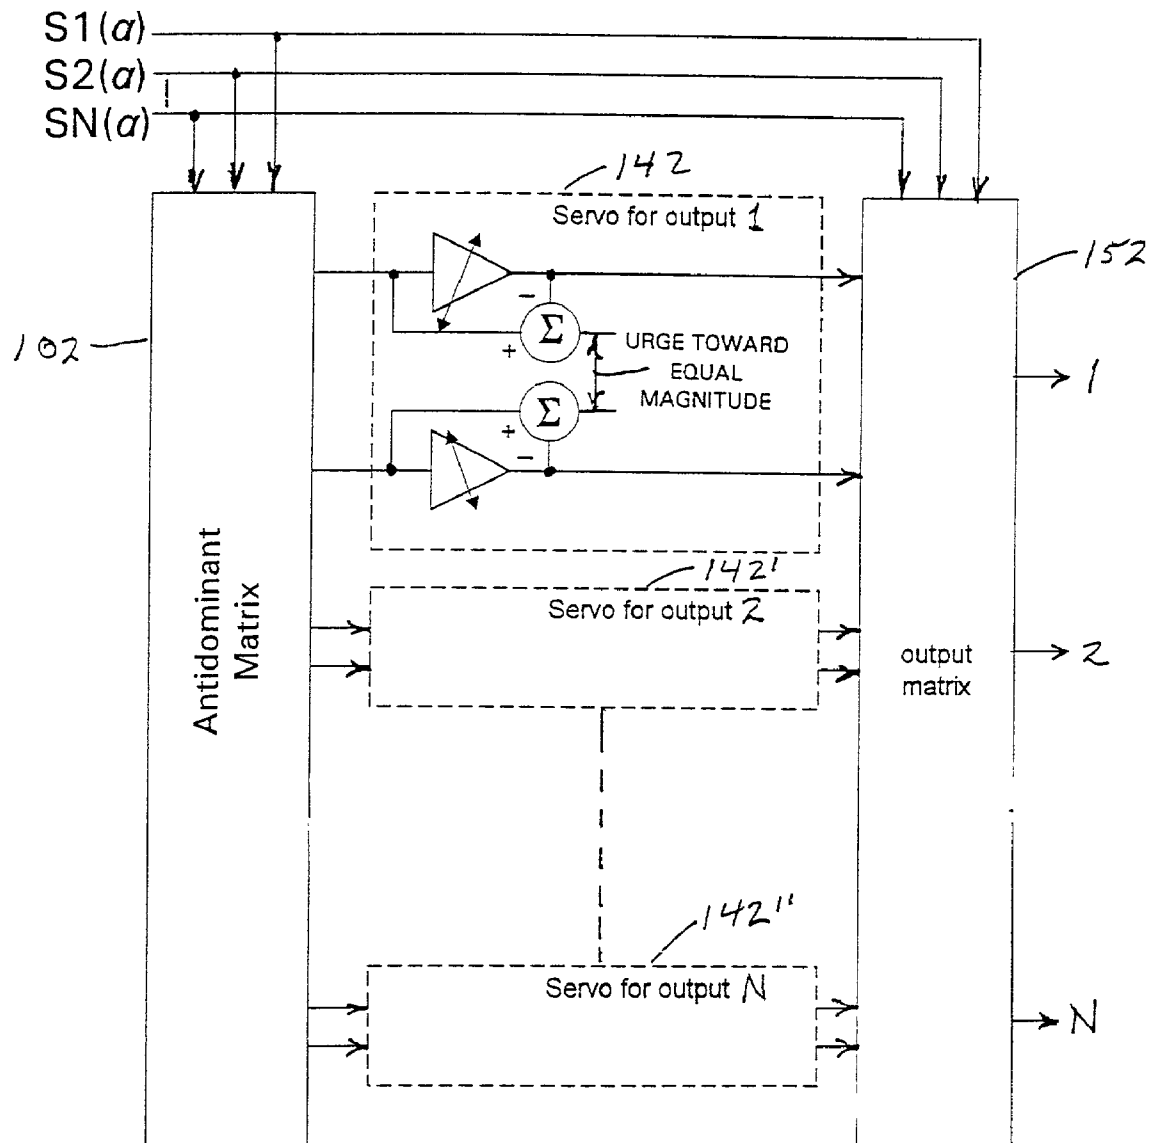 S1(α)
S2(α)
SN(α)
142
Servo for output 1
152
−
Σ
+
URGE TOWARD
EQUAL
MAGNITUDE
102
1
Σ
+
−
142'
Servo for output 2
Antidominant
Matrix
output
matrix
2
142"
Servo for output N
N